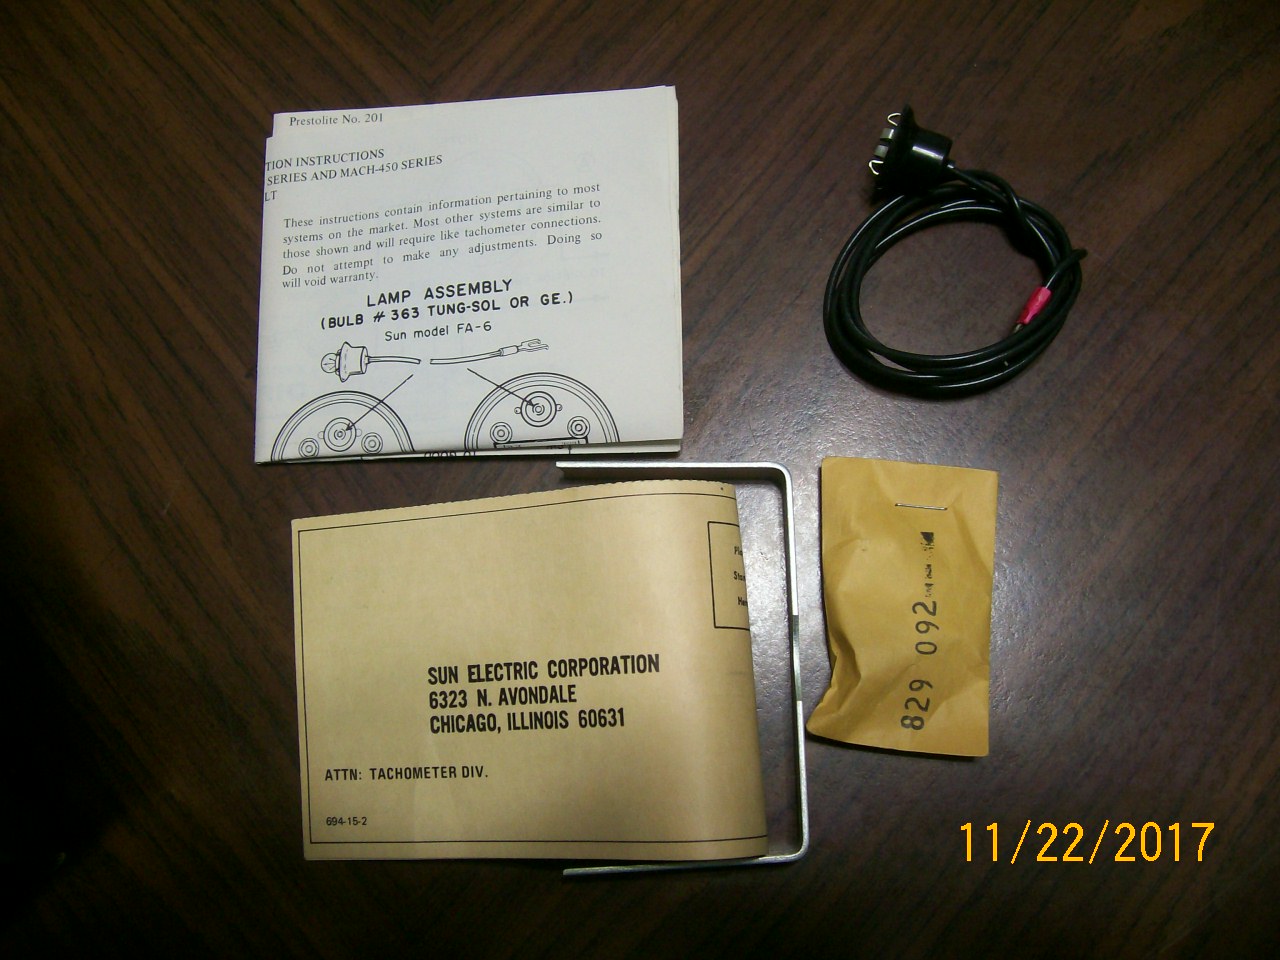 Prestolite No. 201
TION INSTRUCTIONS
SERIES AND MACH-450 SERIES
LT
These instructions contain information pertaining to most
systems on the market. Most other systems are similar to
those shown and will require like tachometer connections.
Do not attempt to make any adjustments. Doing so
will void warranty.
LAMP ASSEMBLY
(BULB # 363 TUNG-SOL OR GE.)
Sun model FA-6
SUN ELECTRIC CORPORATION
6323 N. AVONDALE
CHICAGO, ILLINOIS 60631
ATTN: TACHOMETER DIV.
694-15-2
829 092
11/22/2017